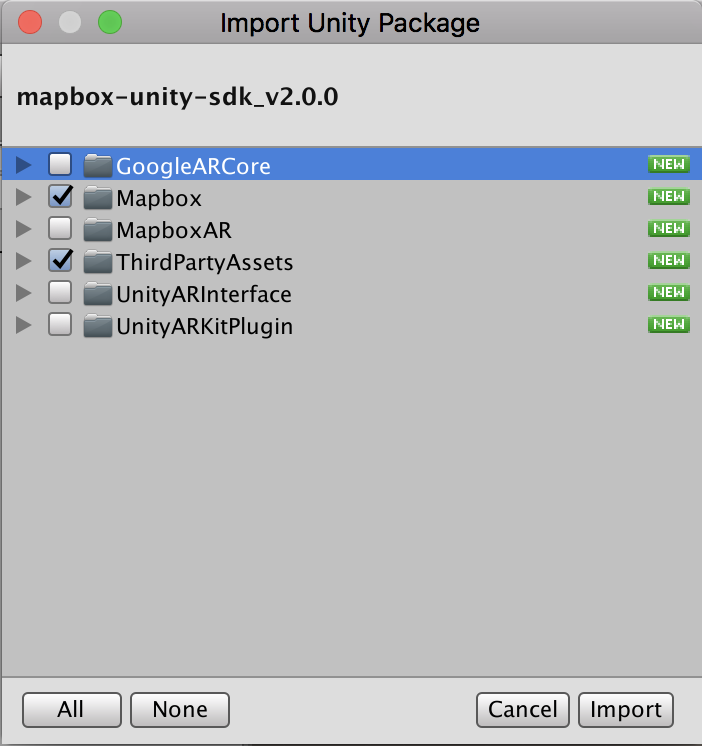 Import Unity Package
mapbox-unity-sdk_v2.0.0
GoogleARCore NEW
Mapbox NEW
MapboxAR NEW
ThirdPartyAssets NEW
UnityARInterface NEW
UnityARKitPlugin NEW
All None Cancel Import